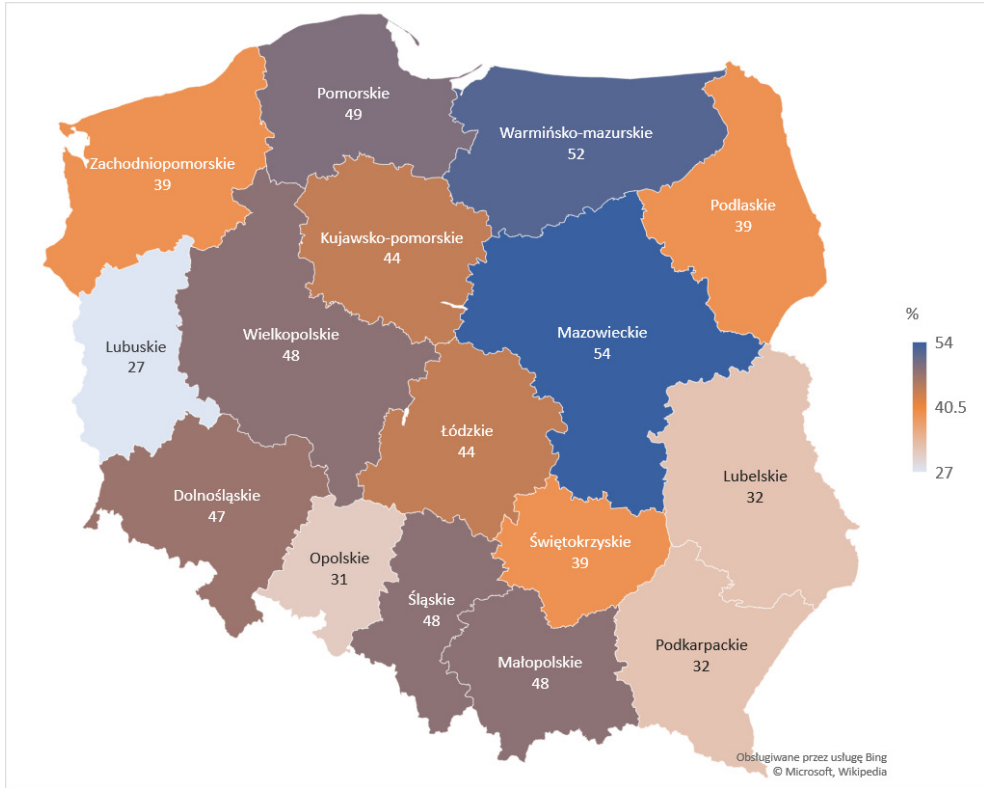 Pomorskie
49
Warmińsko-mazurskie
52
Zachodniopomorskie
39
Podlaskie
39
Kujawsko-pomorskie
44
%
Wielkopolskie
48
Mazowieckie
54
Lubuskie
27
54
40.5
27
Łódzkie
44
Lubelskie
32
Dolnośląskie
47
Świętokrzyskie
39
Opolskie
31
Śląskie
48
Podkarpackie
32
Małopolskie
48
Obsługiwane przez usługę Bing
© Microsoft, Wikipedia